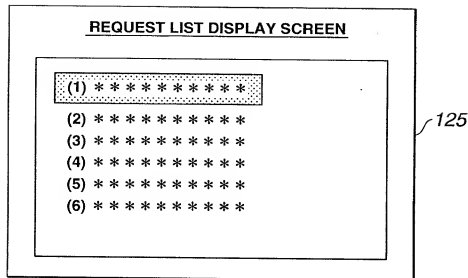 REQUEST LIST DISPLAY SCREEN
(1) * * * * * * * * * *
(2) * * * * * * * * * *
(3) * * * * * * * * * *
(4) * * * * * * * * * *
(5) * * * * * * * * * *
(6) * * * * * * * * * *
125